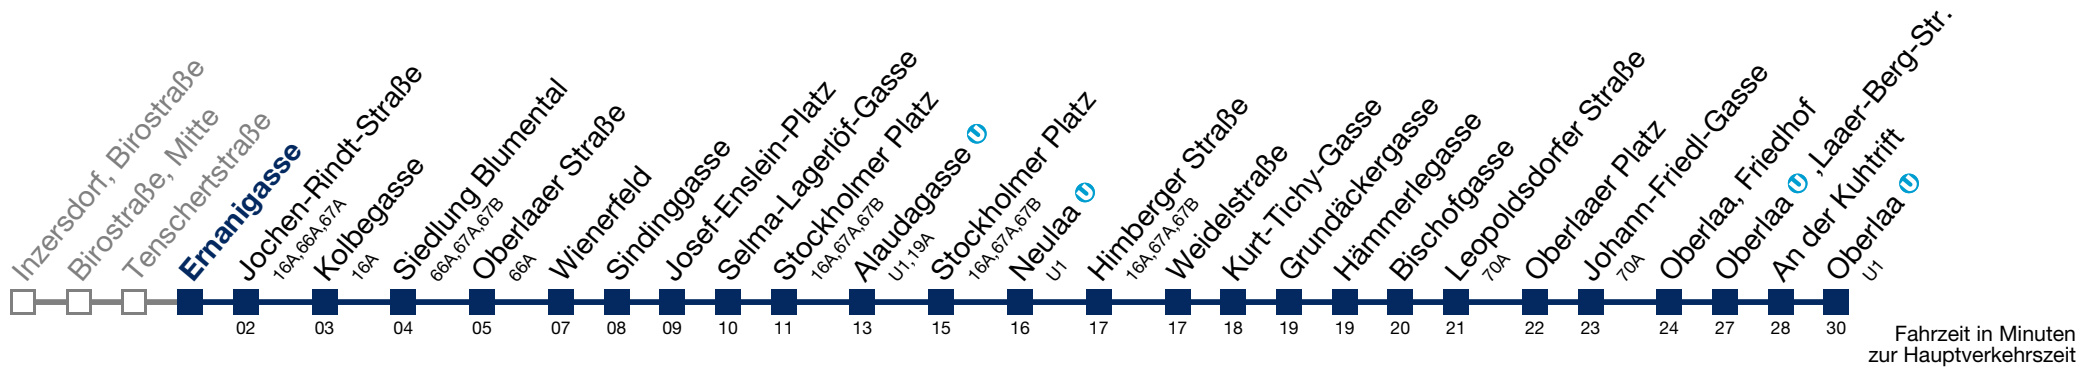 Inzersdorf, Birostraße
Birostraße, Mitte
Tenschertstraße
Ernanigasse
Jochen-Rindt-Straße
16A,66A,67A
Kolbegasse
16A
Siedlung Blumental
66A,67A,67B
Oberlaaer Straße
66A
Wienerfeld
Sindinggasse
Josef-Enslein-Platz
Selma-Lagerlöf-Gasse
Stockholmer Platz
16A,67A,67B
Alaudagasse U
U1,19A
Stockholmer Platz
16A,67A,67B
Neulaa U
U1
Himberger Straße
16A,67A,67B
Weidelstraße
Kurt-Tichy-Gasse
Grundäckergasse
Hämmerlegasse
Bischofgasse
Leopoldsdorfer Straße
70A
Oberlaaer Platz
Johann-Friedl-Gasse
70A
Oberlaa, Friedhof
Oberlaa U ,Laaer-Berg-Str.
An der Kuhtrift
Oberlaa U
U1
02 03 04 05 07 08 09 10 11 13 15 16 17 17 18 19 19 20 21 22 23 24 27 28 30
Fahrzeit in Minuten
zur Hauptverkehrszeit